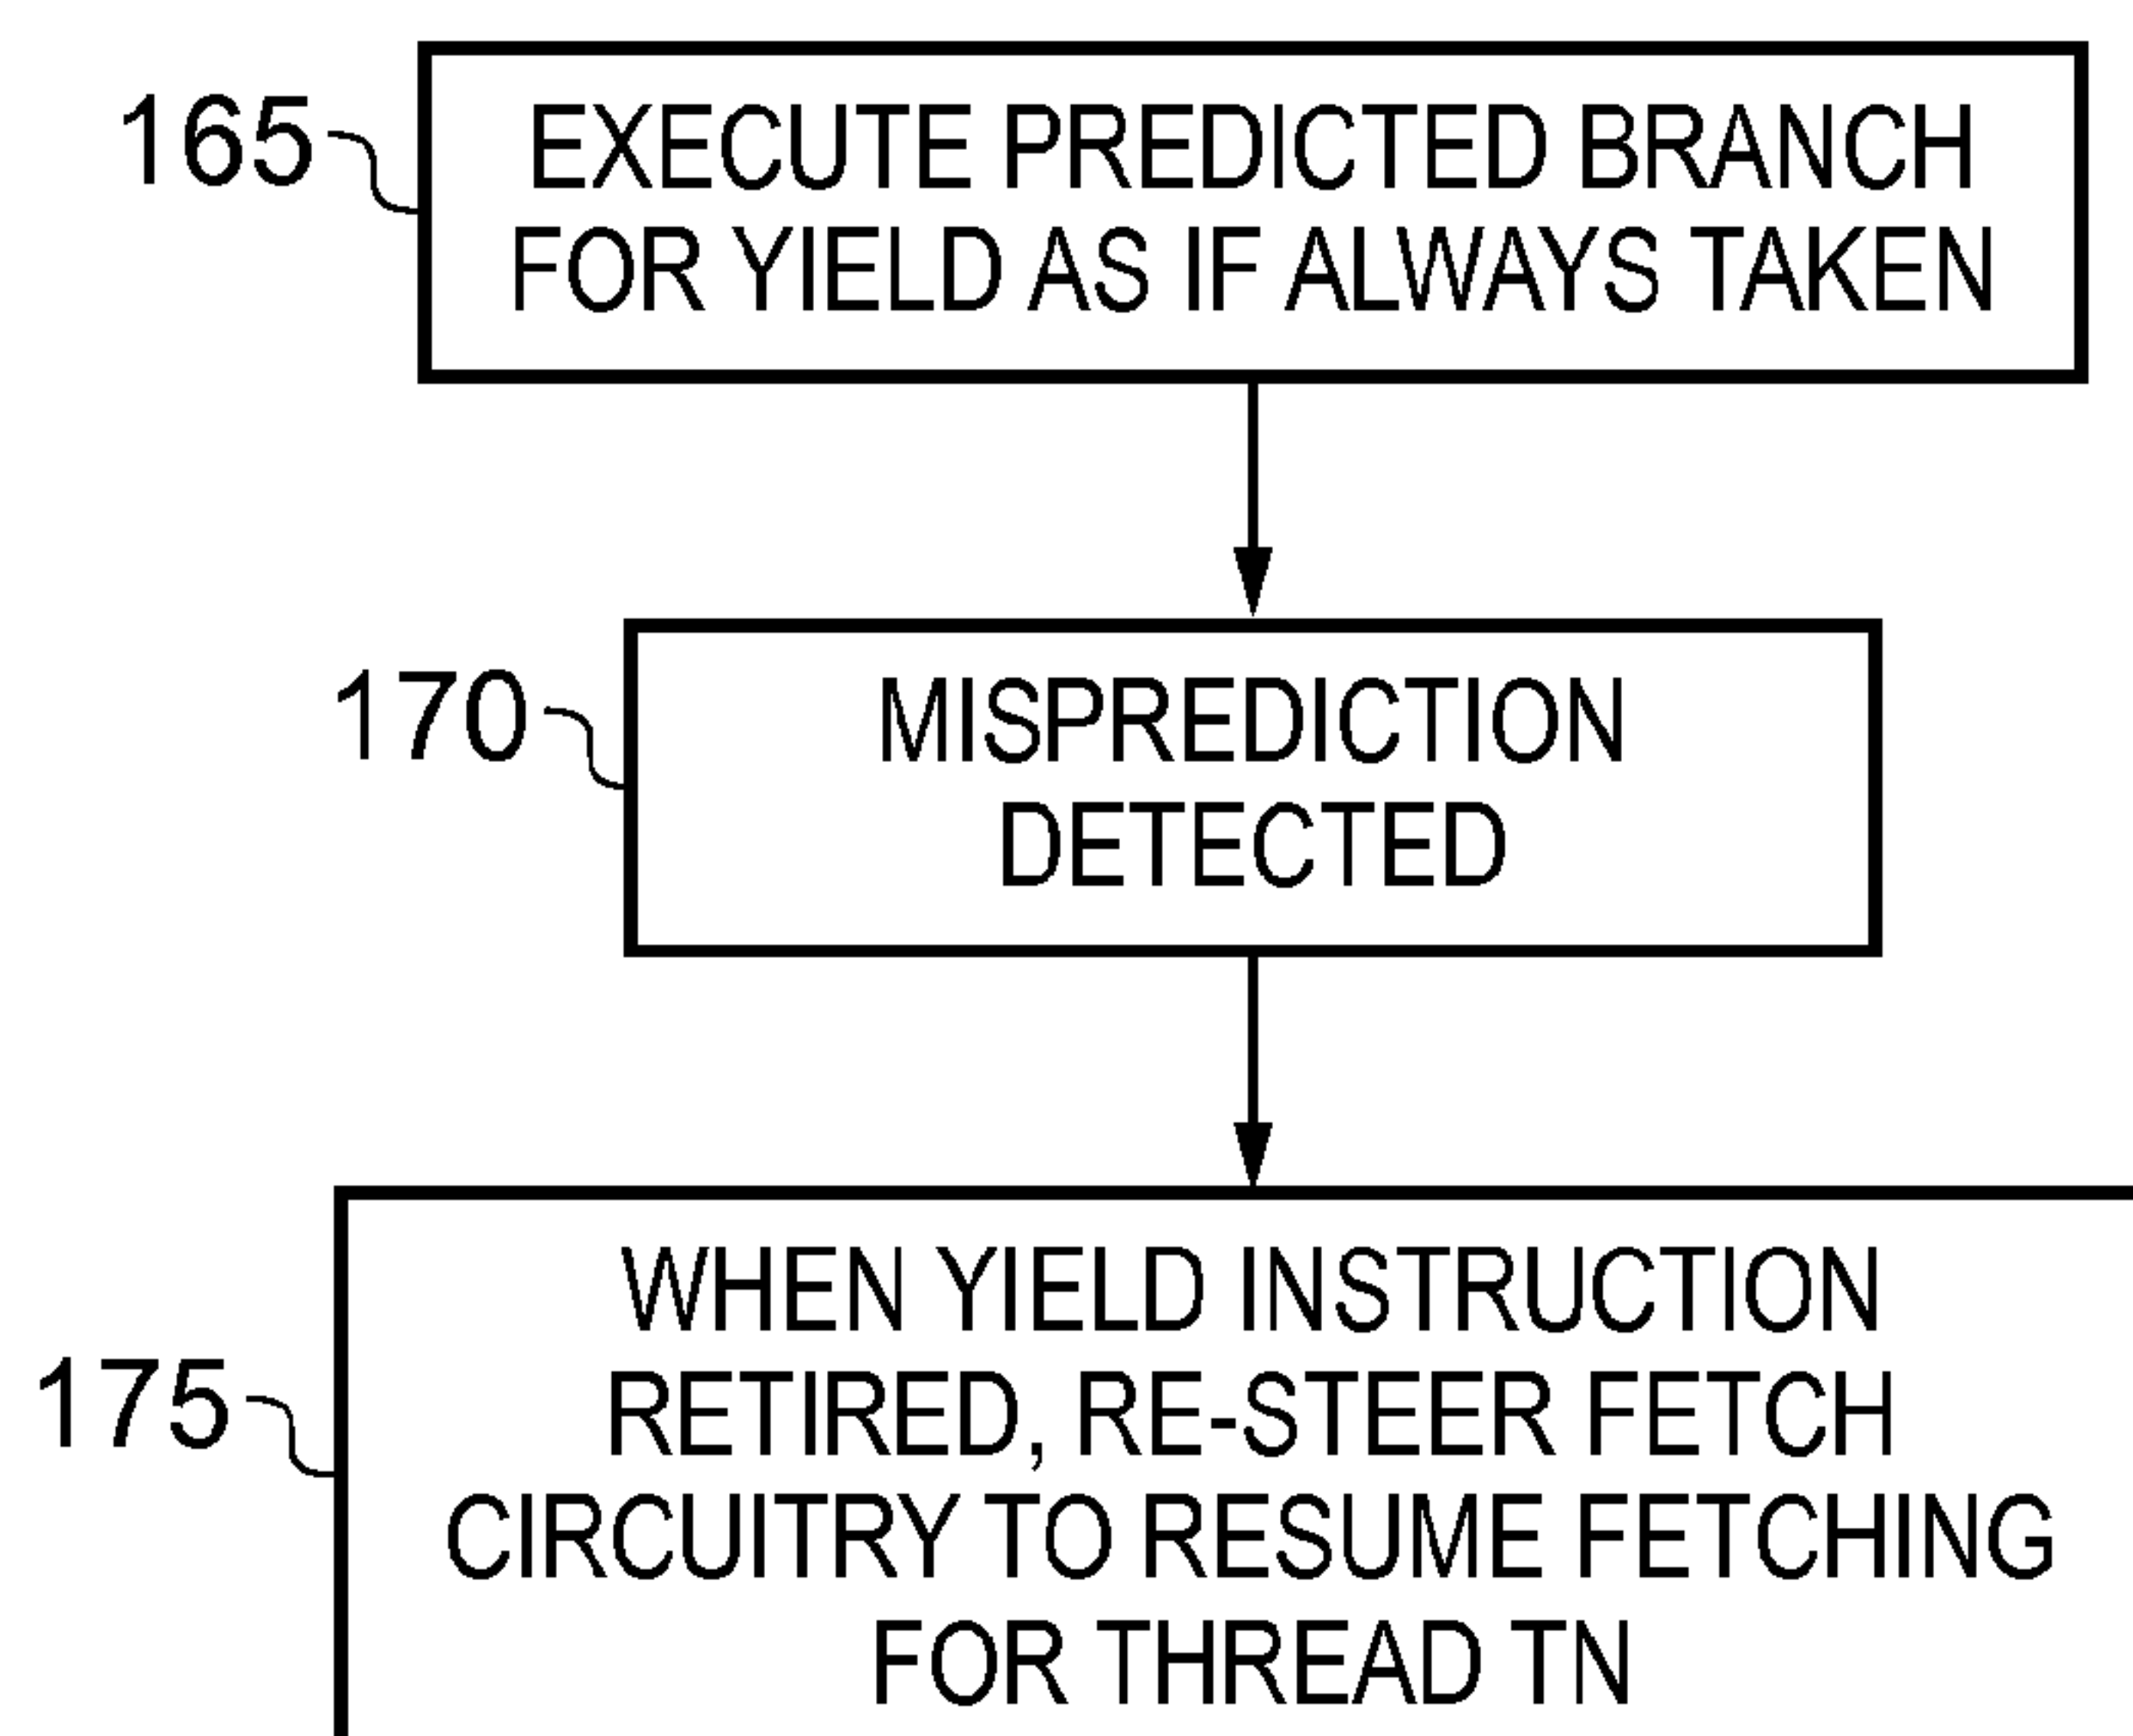 165
EXECUTE PREDICTED BRANCH
FOR YIELD AS IF ALWAYS TAKEN
170
MISPREDICTION
DETECTED
175
WHEN YIELD INSTRUCTION
RETIRED, RE-STEER FETCH
CIRCUITRY TO RESUME FETCHING
FOR THREAD TN